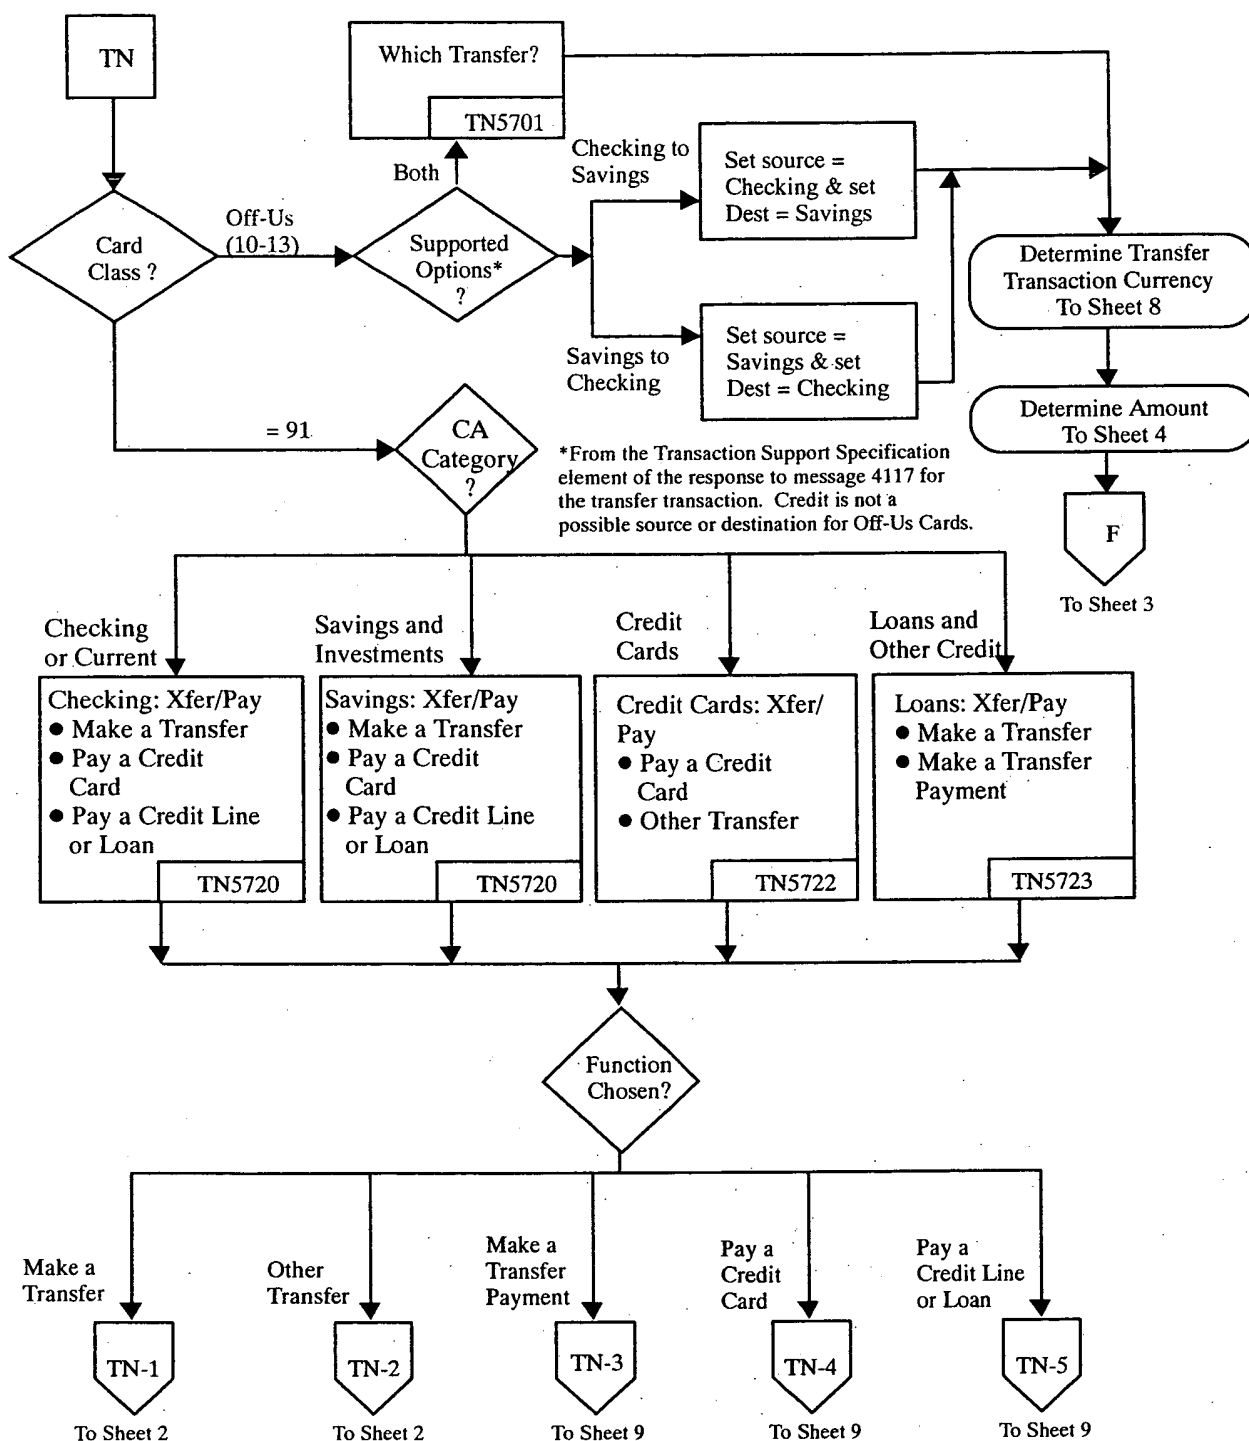 TN
Which Transfer?
TN5701
Both
Checking to
Savings
Set source =
Checking & set
Dest = Savings
Off-Us
(10-13)
Card
Class ?
Supported
Options*
?
Determine Transfer
Transaction Currency
To Sheet 8
Savings to
Checking
Set source =
Savings & set
Dest = Checking
Determine Amount
To Sheet 4
= 91
CA
Category
?
*From the Transaction Support Specification
element of the response to message 4117 for
the transfer transaction. Credit is not a
possible source or destination for Off-Us Cards.
F
To Sheet 3
Checking
or Current
Savings and
Investments
Credit
Cards
Loans and
Other Credit
Checking: Xfer/Pay
● Make a Transfer
● Pay a Credit
Card
● Pay a Credit Line
or Loan
TN5720
Savings: Xfer/Pay
● Make a Transfer
● Pay a Credit
Card
● Pay a Credit Line
or Loan
TN5720
Credit Cards: Xfer/
Pay
● Pay a Credit
Card
● Other Transfer
TN5722
Loans: Xfer/Pay
● Make a Transfer
● Make a Transfer
Payment
TN5723
Function
Chosen?
Make a
Transfer
Other
Transfer
Make a
Transfer
Payment
Pay a
Credit
Card
Pay a
Credit Line
or Loan
TN-1
TN-2
TN-3
TN-4
TN-5
To Sheet 2
To Sheet 2
To Sheet 9
To Sheet 9
To Sheet 9